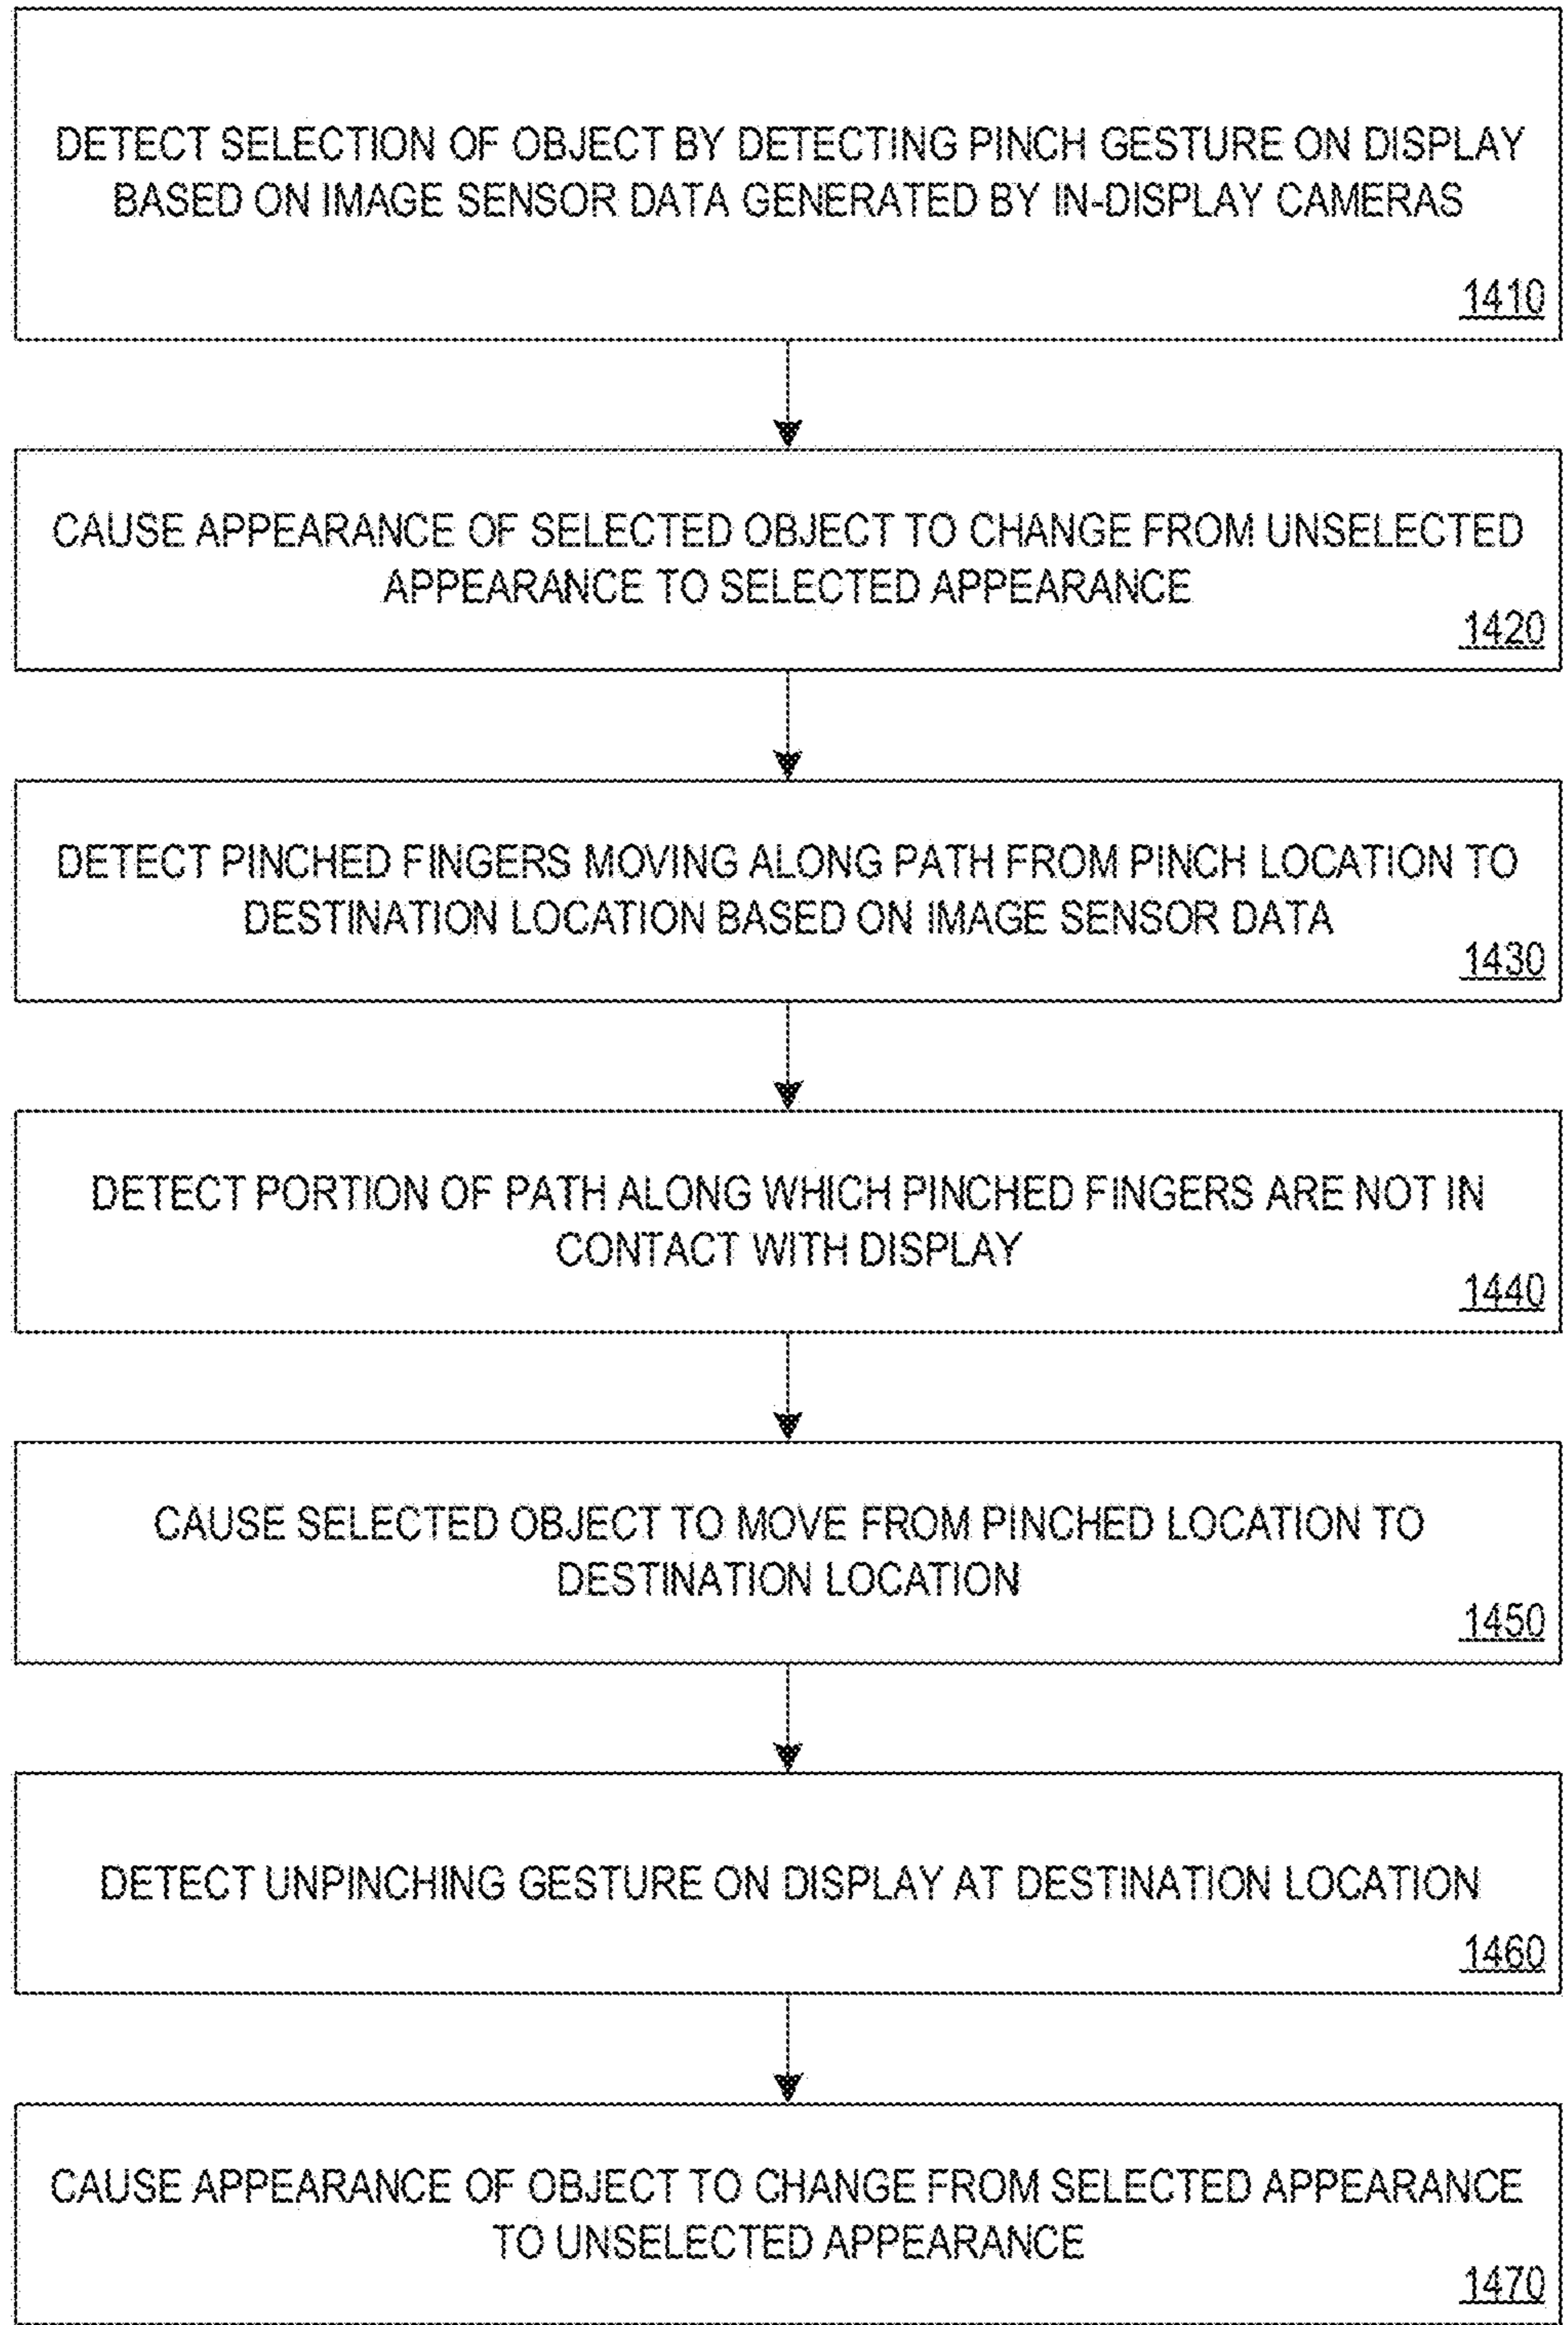 DETECT SELECTION OF OBJECT BY DETECTING PINCH GESTURE ON DISPLAY
BASED ON IMAGE SENSOR DATA GENERATED BY IN-DISPLAY CAMERAS
1410
CAUSE APPEARANCE OF SELECTED OBJECT TO CHANGE FROM UNSELECTED
APPEARANCE TO SELECTED APPEARANCE
1420
DETECT PINCHED FINGERS MOVING ALONG PATH FROM PINCH LOCATION TO
DESTINATION LOCATION BASED ON IMAGE SENSOR DATA
1430
DETECT PORTION OF PATH ALONG WHICH PINCHED FINGERS ARE NOT IN
CONTACT WITH DISPLAY
1440
CAUSE SELECTED OBJECT TO MOVE FROM PINCHED LOCATION TO
DESTINATION LOCATION
1450
DETECT UNPINCHING GESTURE ON DISPLAY AT DESTINATION LOCATION
1460
CAUSE APPEARANCE OF OBJECT TO CHANGE FROM SELECTED APPEARANCE
TO UNSELECTED APPEARANCE
1470